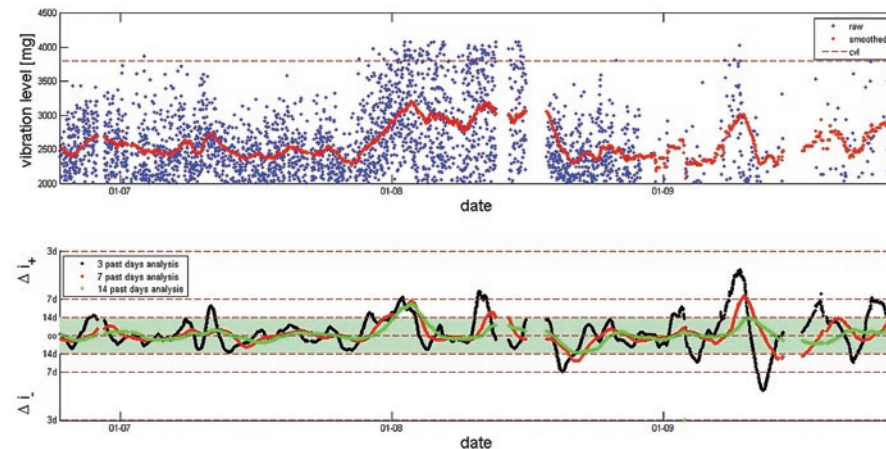 4500
4000
3500
3000
2500
2000
vibration level [mg]
raw
smoothed
cvl
01-07
01-08
01-09
date
3d
7d
14d
oo
14d
7d
3d
Δ i+
Δ i-
3 past days analysis
7 past days analysis
14 past days analysis
01-07
01-08
01-09
date